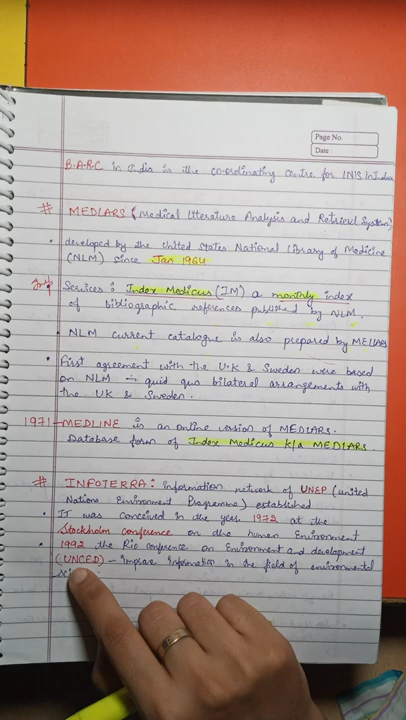 Page No.
Date
B.A.R.C in India is the co-ordinating centre for INIS in India
# MEDLARS (Medical Literature Analysis and Retrieval System)
• developed by the United States National Library of Medicine
(NLM) since Jan 1964
Imp Services : Index Medicus (IM) a monthly index
of bibliographic references published by NLM.
• NLM current catalogue is also prepared by MEDLARS
• First agreement with the U.K & Sweden were based
on NLM quid quo bilateral arrangements with
the UK & Sweden.
1971 - MEDLINE is an online version of MEDLARS.
Database form of Index Medicus k/a MEDLARS.
# INFOTERRA : Information network of UNEP (United
Nations Environment Programme) established
• IT was conceived in the year 1972 at the
Stockholm conference on the human Environment
• 1992 the Rio conference on Environment and development
(UNCED) - improve information in the field of environmental